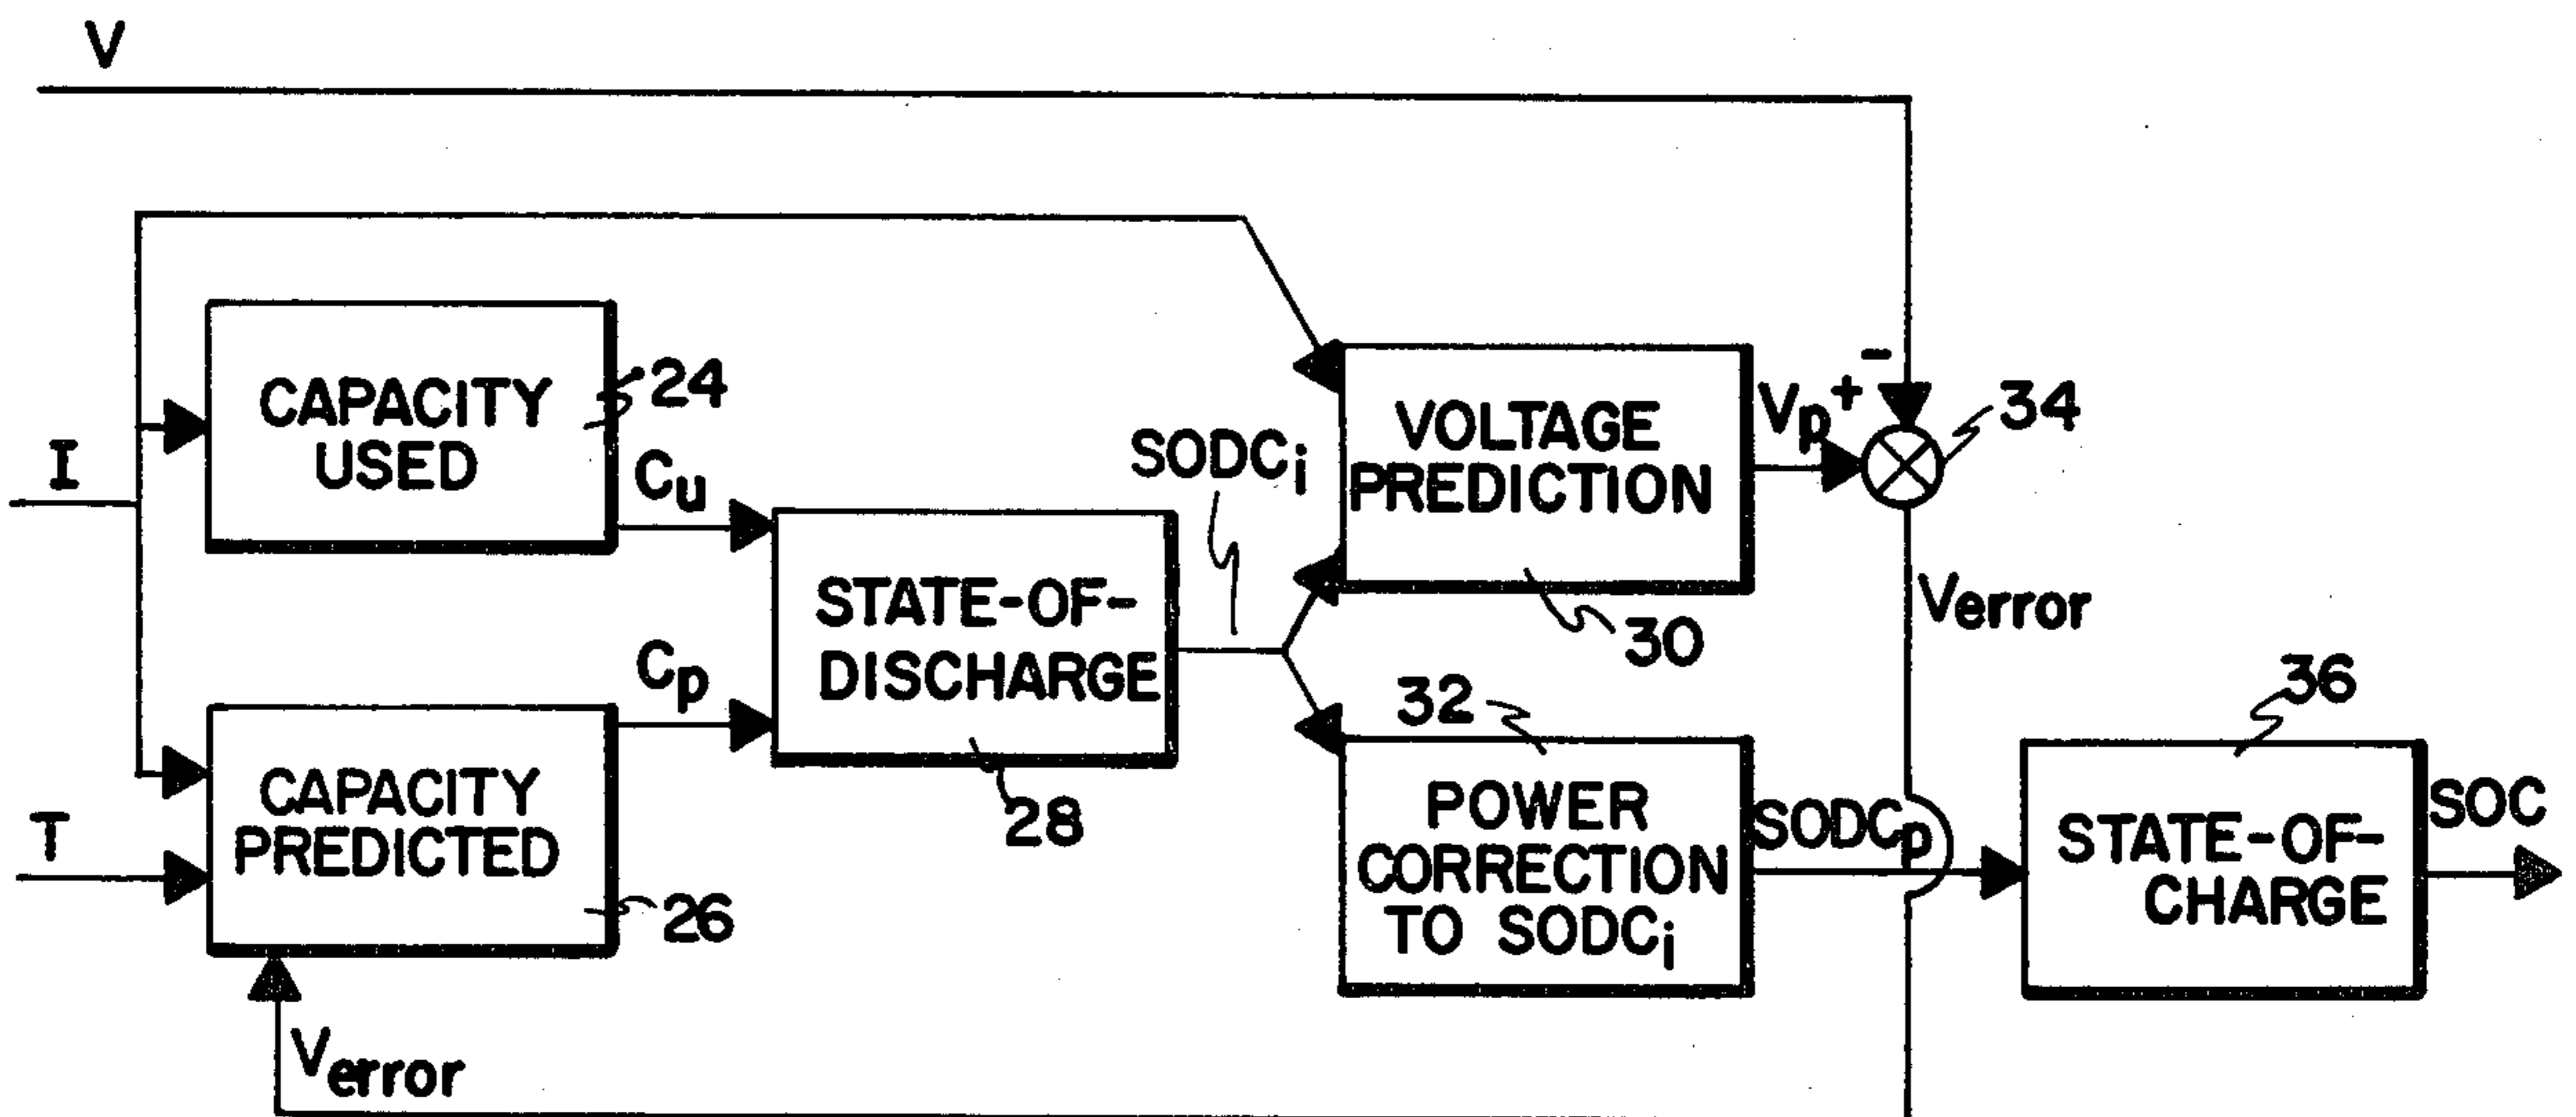 V
I
T
CAPACITY
USED
24
Cu
CAPACITY
PREDICTED
26
Cp
Verror
STATE-OF-
DISCHARGE
28
SODCi
VOLTAGE
PREDICTION
30
Vp
+
-
34
Verror
32
POWER
CORRECTION
TO SODCi
SODCp
36
STATE-OF-
CHARGE
SOC